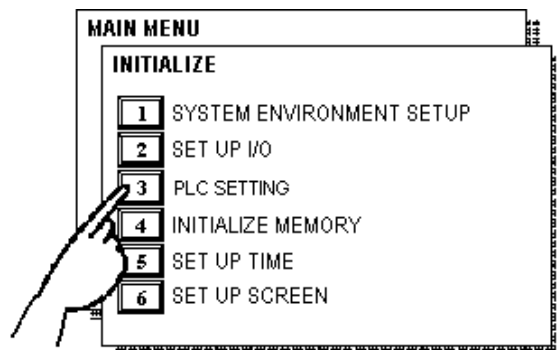 MAIN MENU
INITIALIZE
1 SYSTEM ENVIRONMENT SETUP
2 SET UP I/O
3 PLC SETTING
4 INITIALIZE MEMORY
5 SET UP TIME
6 SET UP SCREEN